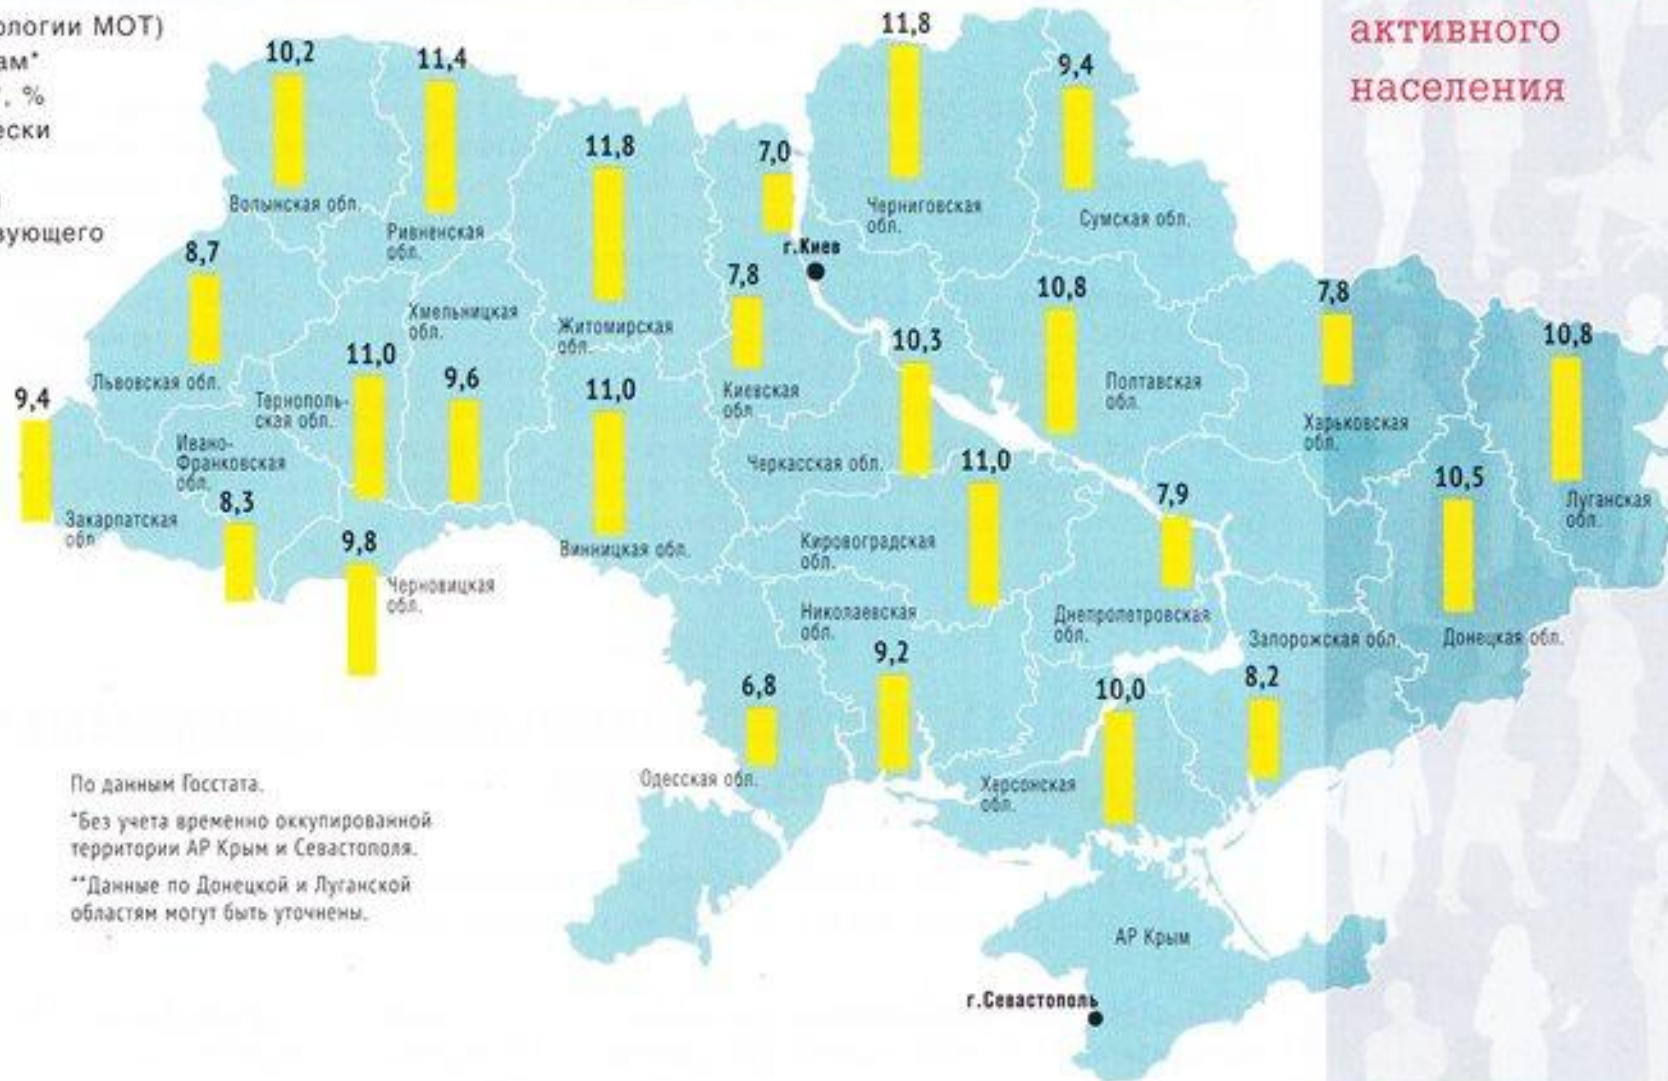 ологии МОТ)
ам*
, %
ески
вующего
активного
населения
10,2
Волынская обл.
11,4
Ривненская
обл.
11,8
Житомирская
обл.
7,0
г.Киев
11,8
Черниговская
обл.
9,4
Сумская обл.
8,7
Львовская обл.
Хмельницкая
обл.
9,6
11,0
Тернополь-
ская обл.
7,8
Киевская
обл
10,3
Черкасская обл.
10,8
Полтавская
обл.
7,8
Харьковская
обл.
10,8
Луганская
обл.
9,4
Закарпатская
обл
Ивано-
Франковская
обл.
8,3
9,8
Черновицкая
обл.
11,0
Винницкая обл.
11,0
Кировоградская
обл.
7,9
Днепропетровская
обл.
10,5
Донецкая обл.
6,8
Одесская обл.
Николаевская
обл.
9,2
10,0
Херсонская
обл.
Запорожская обл.
8,2
АР Крым
г.Севастополь
По данным Госстата.
*Без учета временно оккупированной
территории АР Крым и Севастополя.
**Данные по Донецкой и Луганской
областям могут быть уточнены.